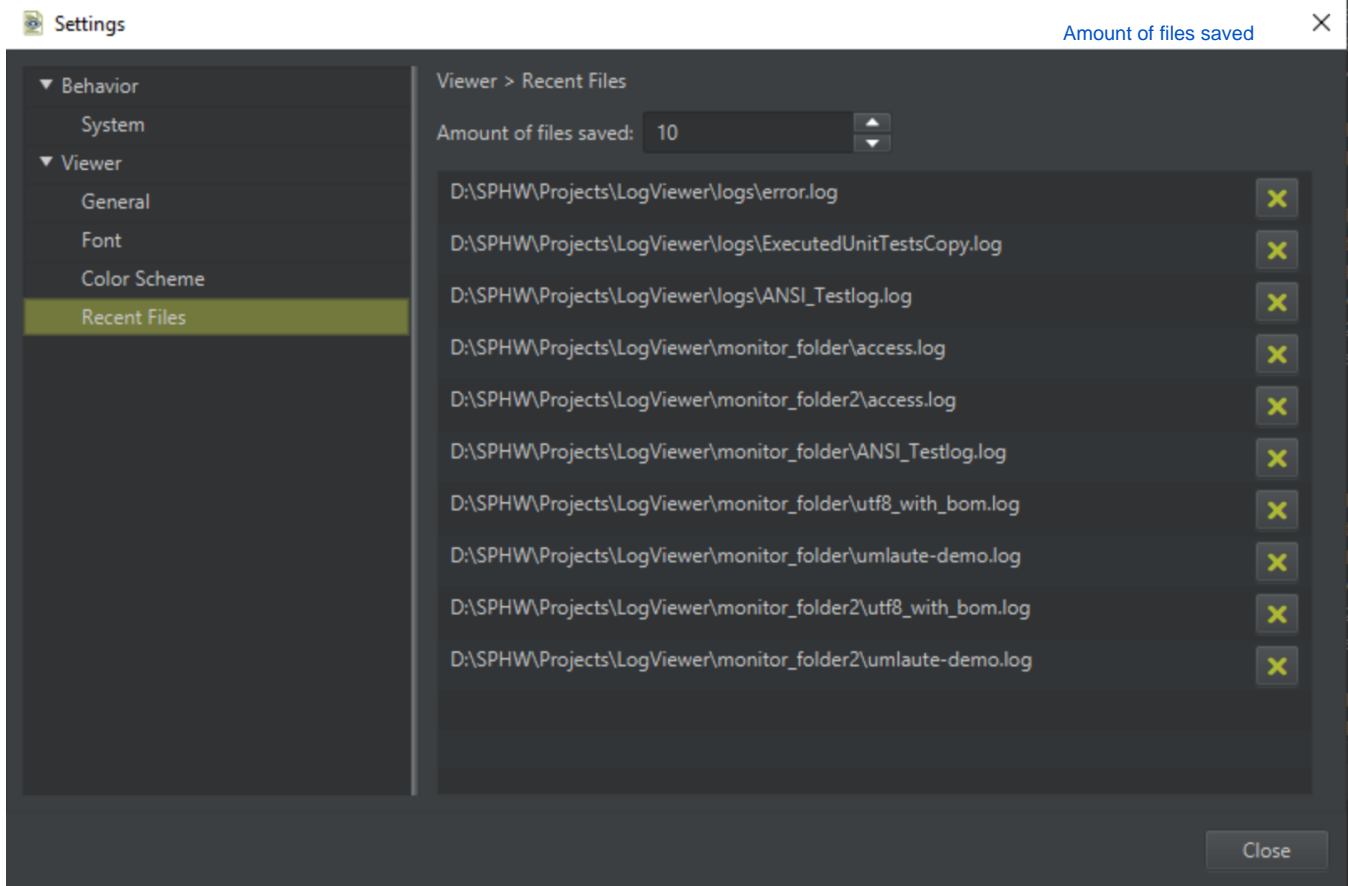 Settings
Amount of files saved
Behavior
System
Viewer
General
Font
Color Scheme
Recent Files
Viewer > Recent Files
Amount of files saved: 10
D:\SPHW\Projects\LogViewer\logs\error.log
D:\SPHW\Projects\LogViewer\logs\ExecutedUnitTestsCopy.log
D:\SPHW\Projects\LogViewer\logs\ANSI_Testlog.log
D:\SPHW\Projects\LogViewer\monitor_folder\access.log
D:\SPHW\Projects\LogViewer\monitor_folder2\access.log
D:\SPHW\Projects\LogViewer\monitor_folder\ANSI_Testlog.log
D:\SPHW\Projects\LogViewer\monitor_folder\utf8_with_bom.log
D:\SPHW\Projects\LogViewer\monitor_folder\umlaute-demo.log
D:\SPHW\Projects\LogViewer\monitor_folder2\utf8_with_bom.log
D:\SPHW\Projects\LogViewer\monitor_folder2\umlaute-demo.log
Close